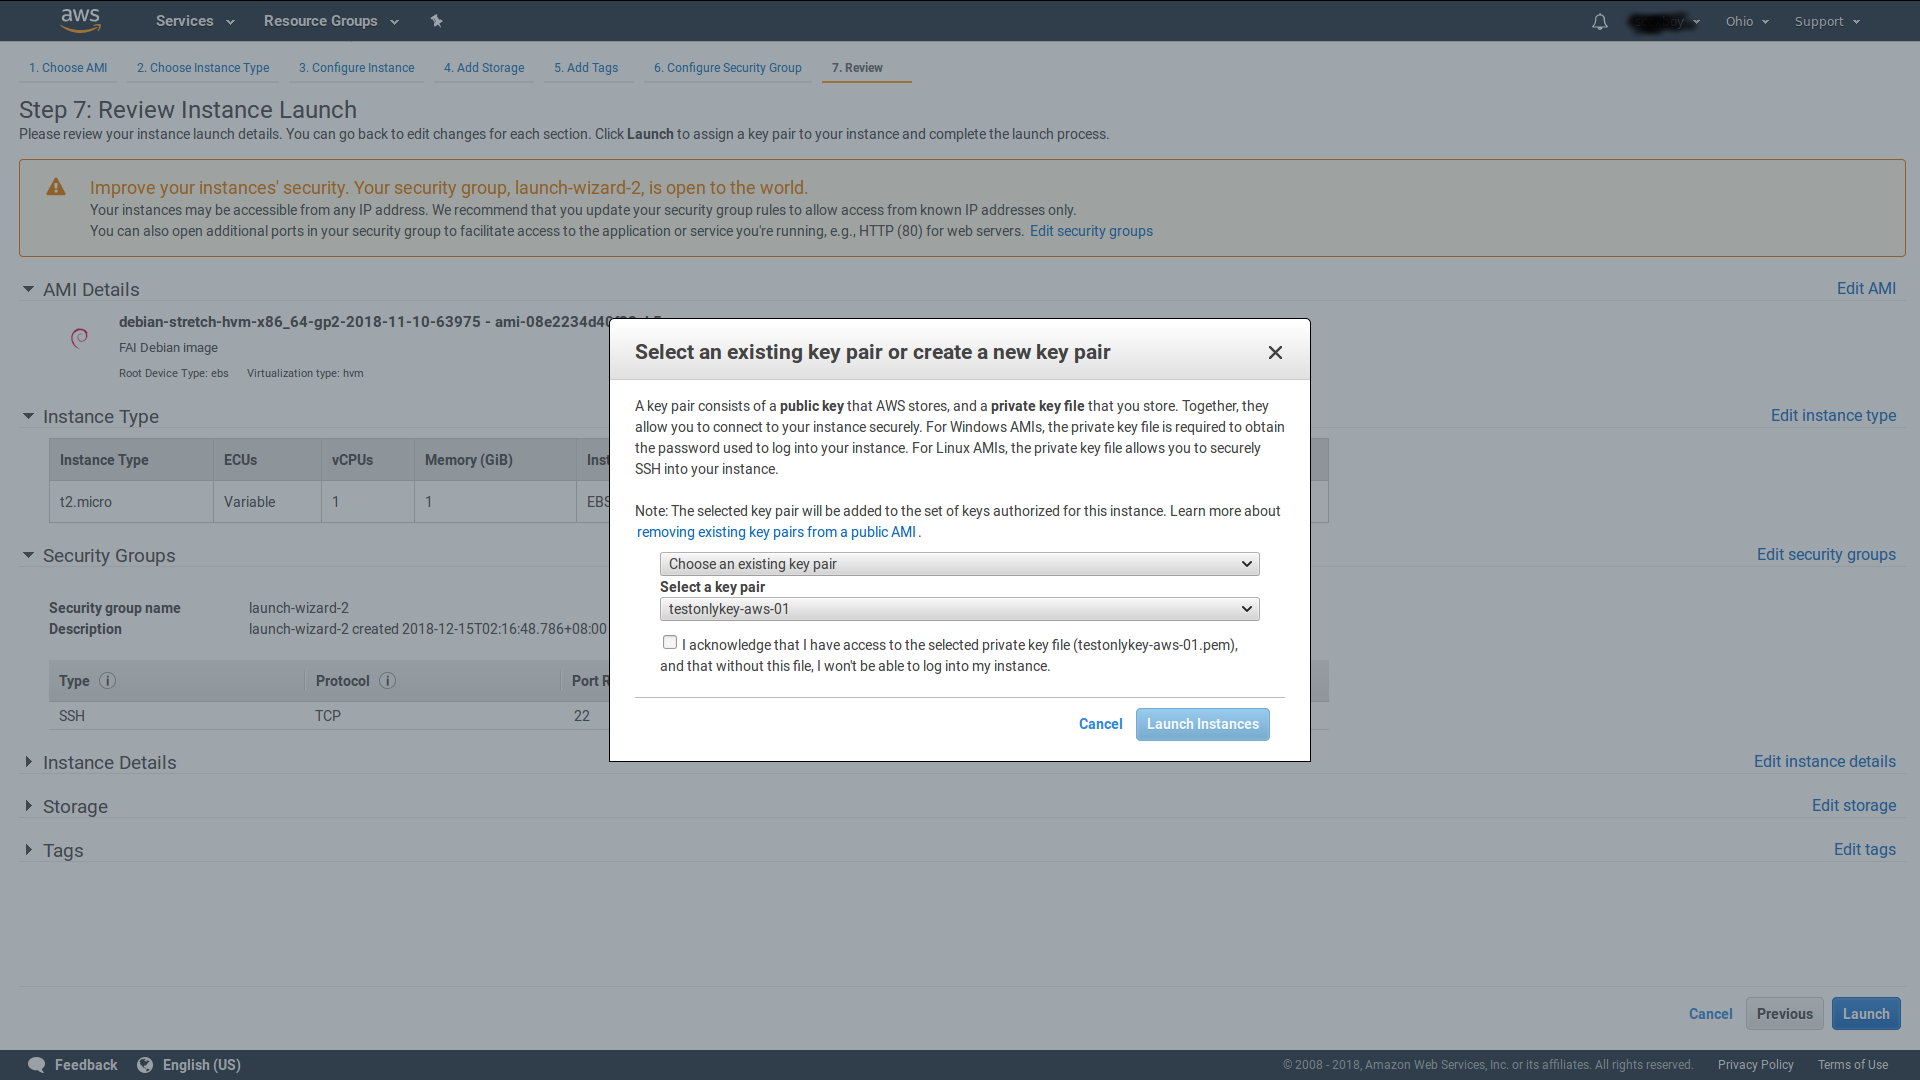 aws
Services
Resource Groups
Ohio
Support
1. Choose AMI
2. Choose Instance Type
3. Configure Instance
4. Add Storage
5. Add Tags
6. Configure Security Group
7. Review
Step 7: Review Instance Launch
Please review your instance launch details. You can go back to edit changes for each section. Click Launch to assign a key pair to your instance and complete the launch process.
Improve your instances' security. Your security group, launch-wizard-2, is open to the world.
Your instances may be accessible from any IP address. We recommend that you update your security group rules to allow access from known IP addresses only.
You can also open additional ports in your security group to facilitate access to the application or service you're running, e.g., HTTP (80) for web servers. Edit security groups
AMI Details
Edit AMI
debian-stretch-hvm-x86_64-gp2-2018-11-10-63975 -
FAI Debian image
Root Device Type: ebs Virtualization type: hvm
Instance Type
Edit instance type
Instance Type ECUs vCPUs Memory (GiB) Inst
t2.micro Variable 1 1 EBS
Security Groups
Edit security groups
Security group name launch-wizard-2
Description launch-wizard-2 created 2018-12-15T02:16:48.786+08:00
Type Protocol Port R
SSH TCP 22
Instance Details
Edit instance details
Storage
Edit storage
Tags
Edit tags
Select an existing key pair or create a new key pair
A key pair consists of a public key that AWS stores, and a private key file that you store. Together, they
allow you to connect to your instance securely. For Windows AMIs, the private key file is required to obtain
the password used to log into your instance. For Linux AMIs, the private key file allows you to securely
SSH into your instance.
Note: The selected key pair will be added to the set of keys authorized for this instance. Learn more about
removing existing key pairs from a public AMI.
Choose an existing key pair
Select a key pair
testonlykey-aws-01
I acknowledge that I have access to the selected private key file (testonlykey-aws-01.pem),
and that without this file, I won't be able to log into my instance.
Cancel
Launch Instances
Cancel
Previous
Launch
Feedback
English (US)
© 2008 - 2018, Amazon Web Services, Inc. or its affiliates. All rights reserved.
Privacy Policy
Terms of Use